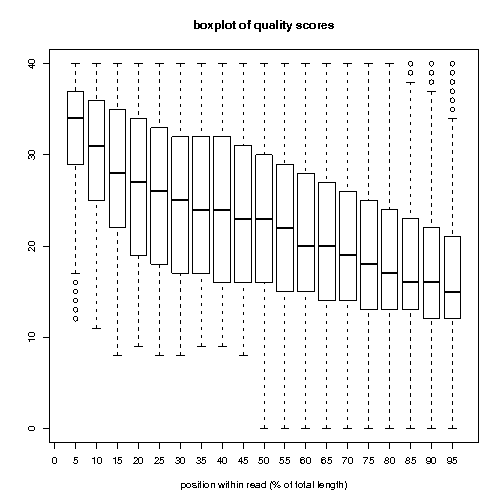 boxplot of quality scores
40
30
20
10
0
0 5 10 15 20 25 30 35 40 45 50 55 60 65 70 75 80 85 90 95
position within read (% of total length)